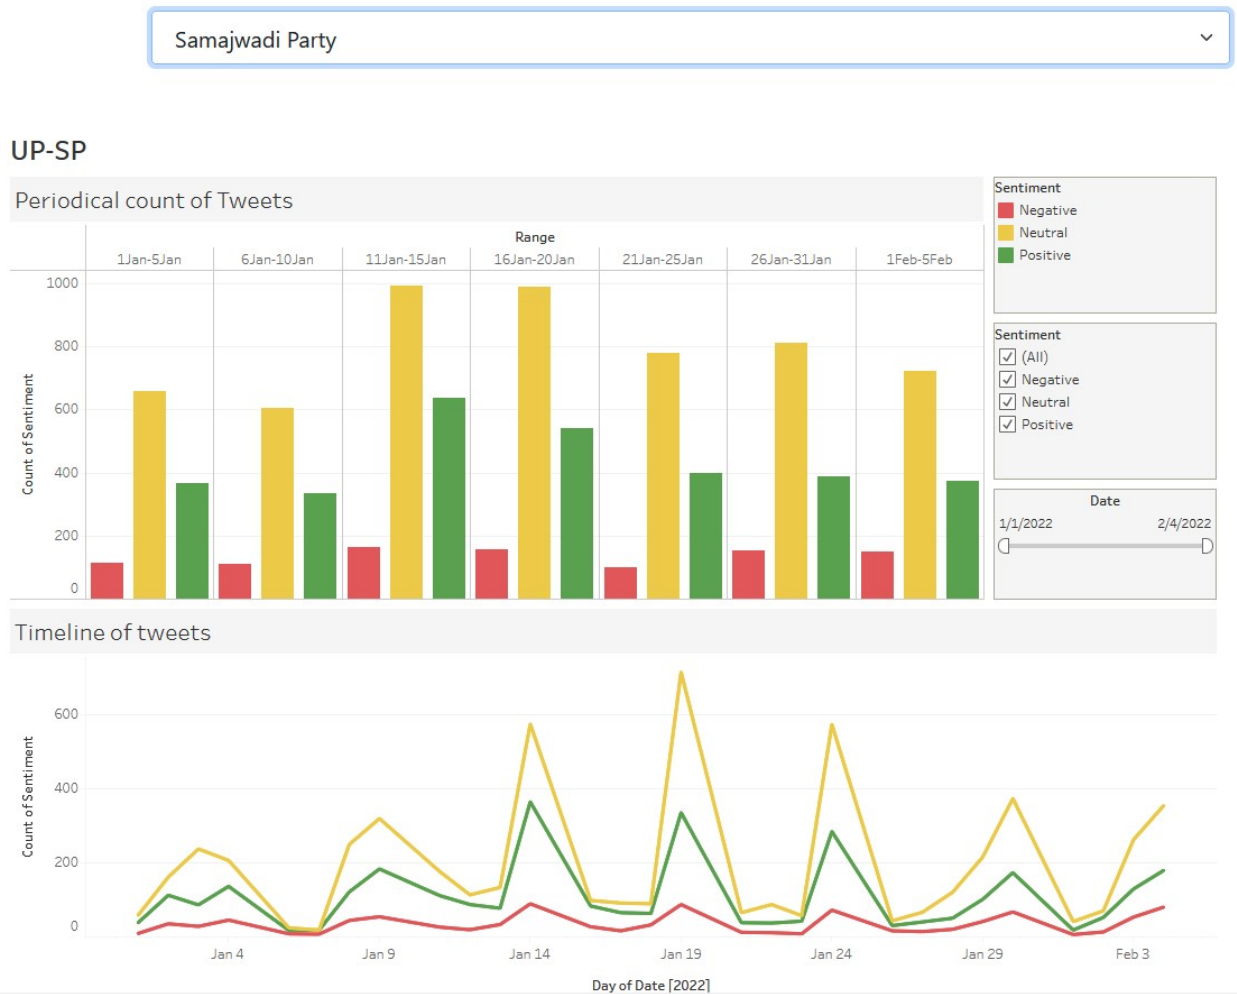 Samajwadi Party
UP-SP
Periodical count of Tweets
Range
1Jan-5Jan 6Jan-10Jan 11Jan-15Jan 16Jan-20Jan 21Jan-25Jan 26Jan-31Jan 1Feb-5Feb
1000
800
600
400
200
0
Count of Sentiment
Sentiment
Negative
Neutral
Positive
Sentiment
(All)
Negative
Neutral
Positive
Date
1/1/2022 2/4/2022
Timeline of tweets
600
400
200
0
Count of Sentiment
Jan 4 Jan 9 Jan 14 Jan 19 Jan 24 Jan 29 Feb 3
Day of Date [2022]